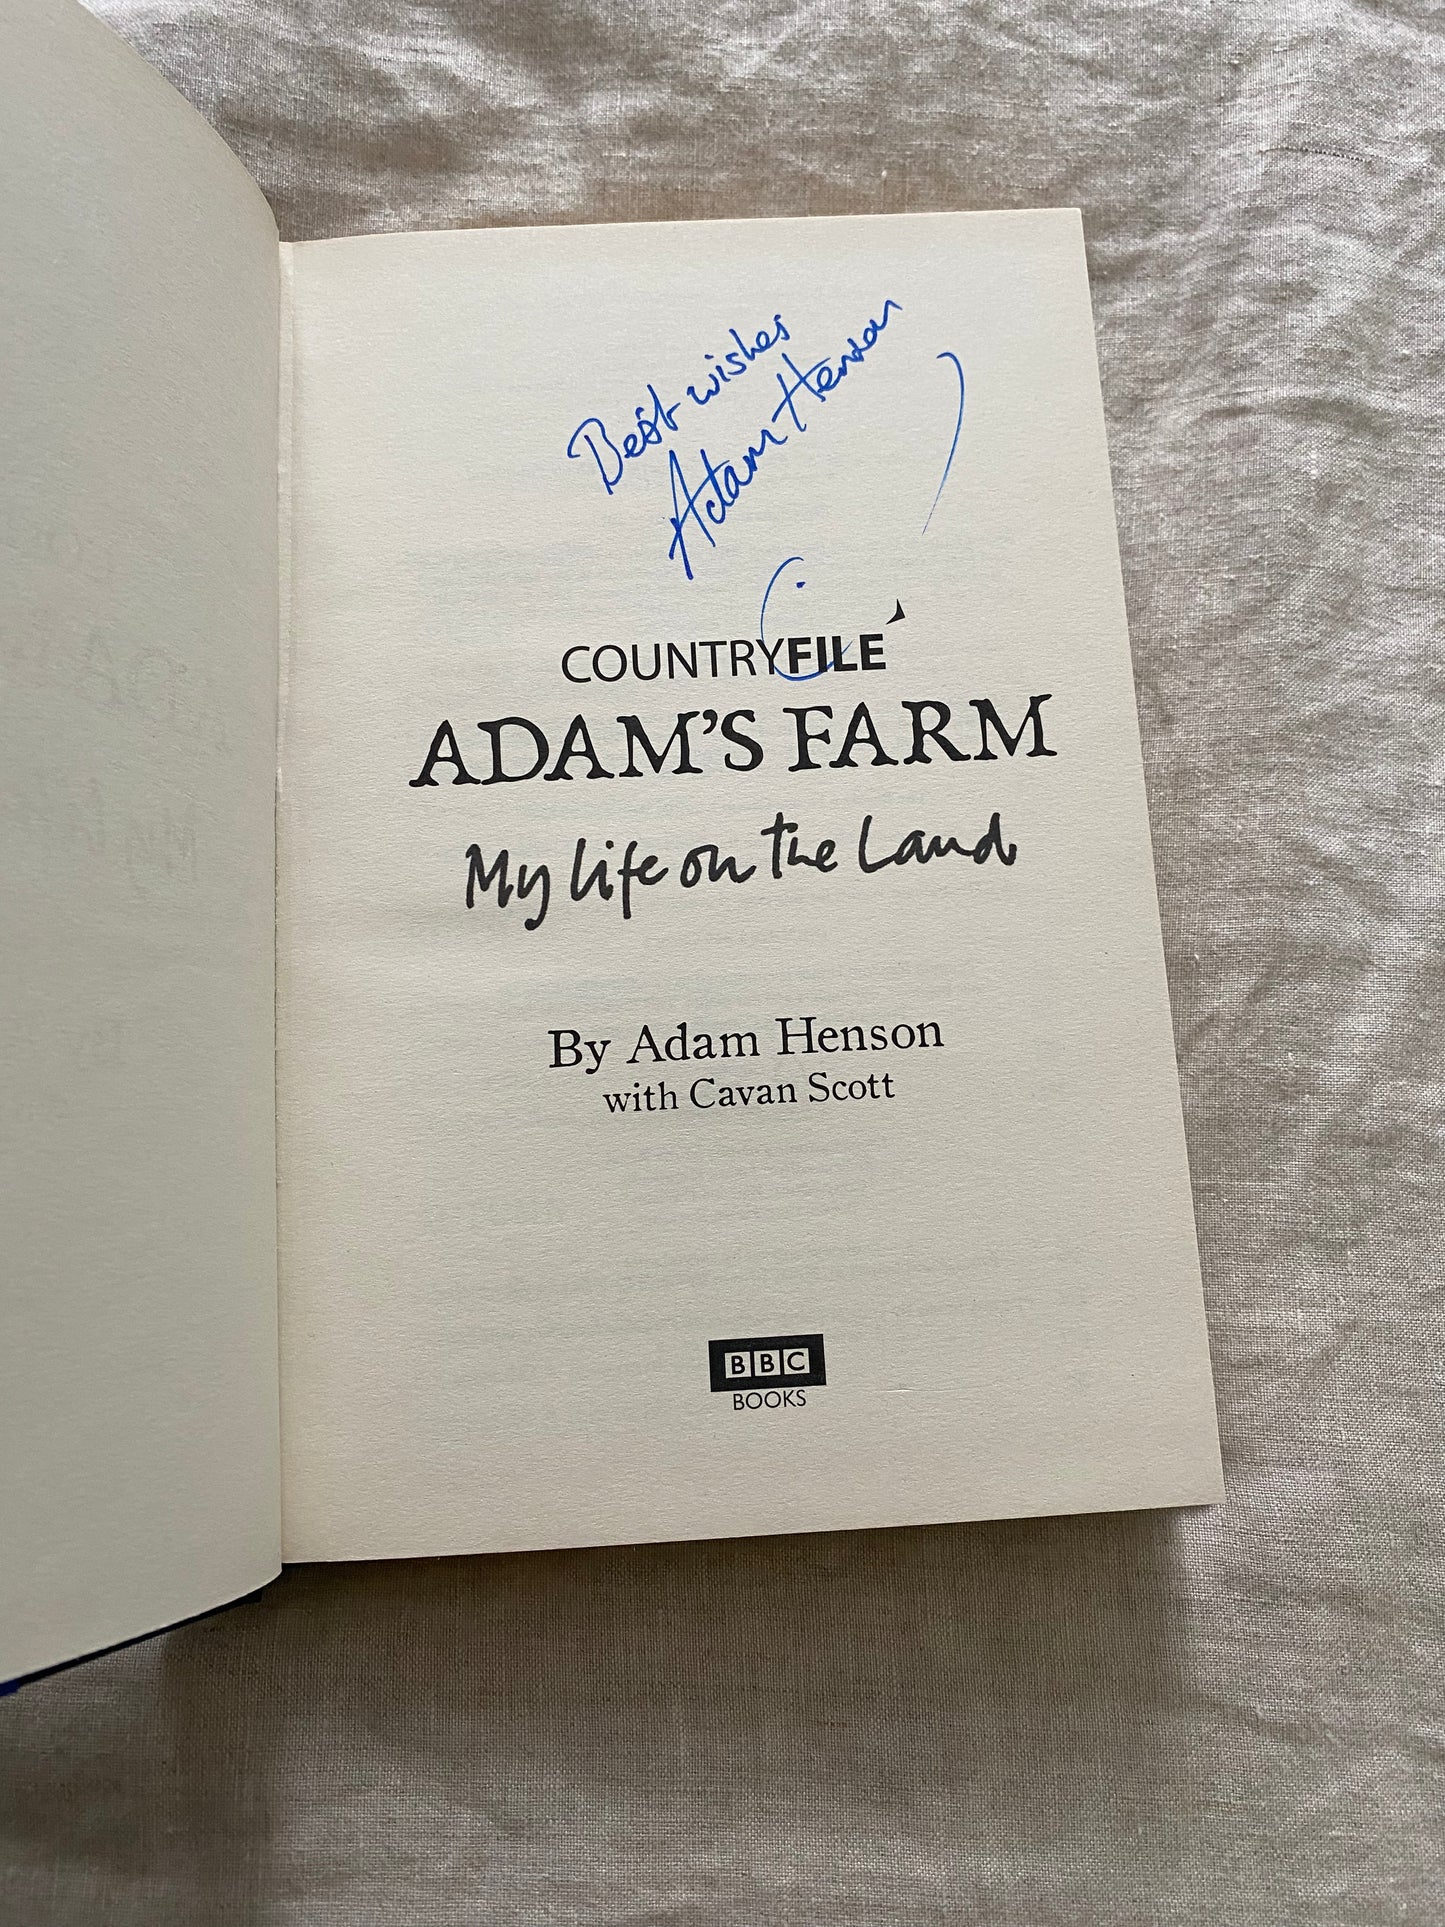 Best wishes
Adam Henson
COUNTRYFILE
ADAM'S FARM
My life on the Land
By Adam Henson
with Cavan Scott
BBC
BOOKS